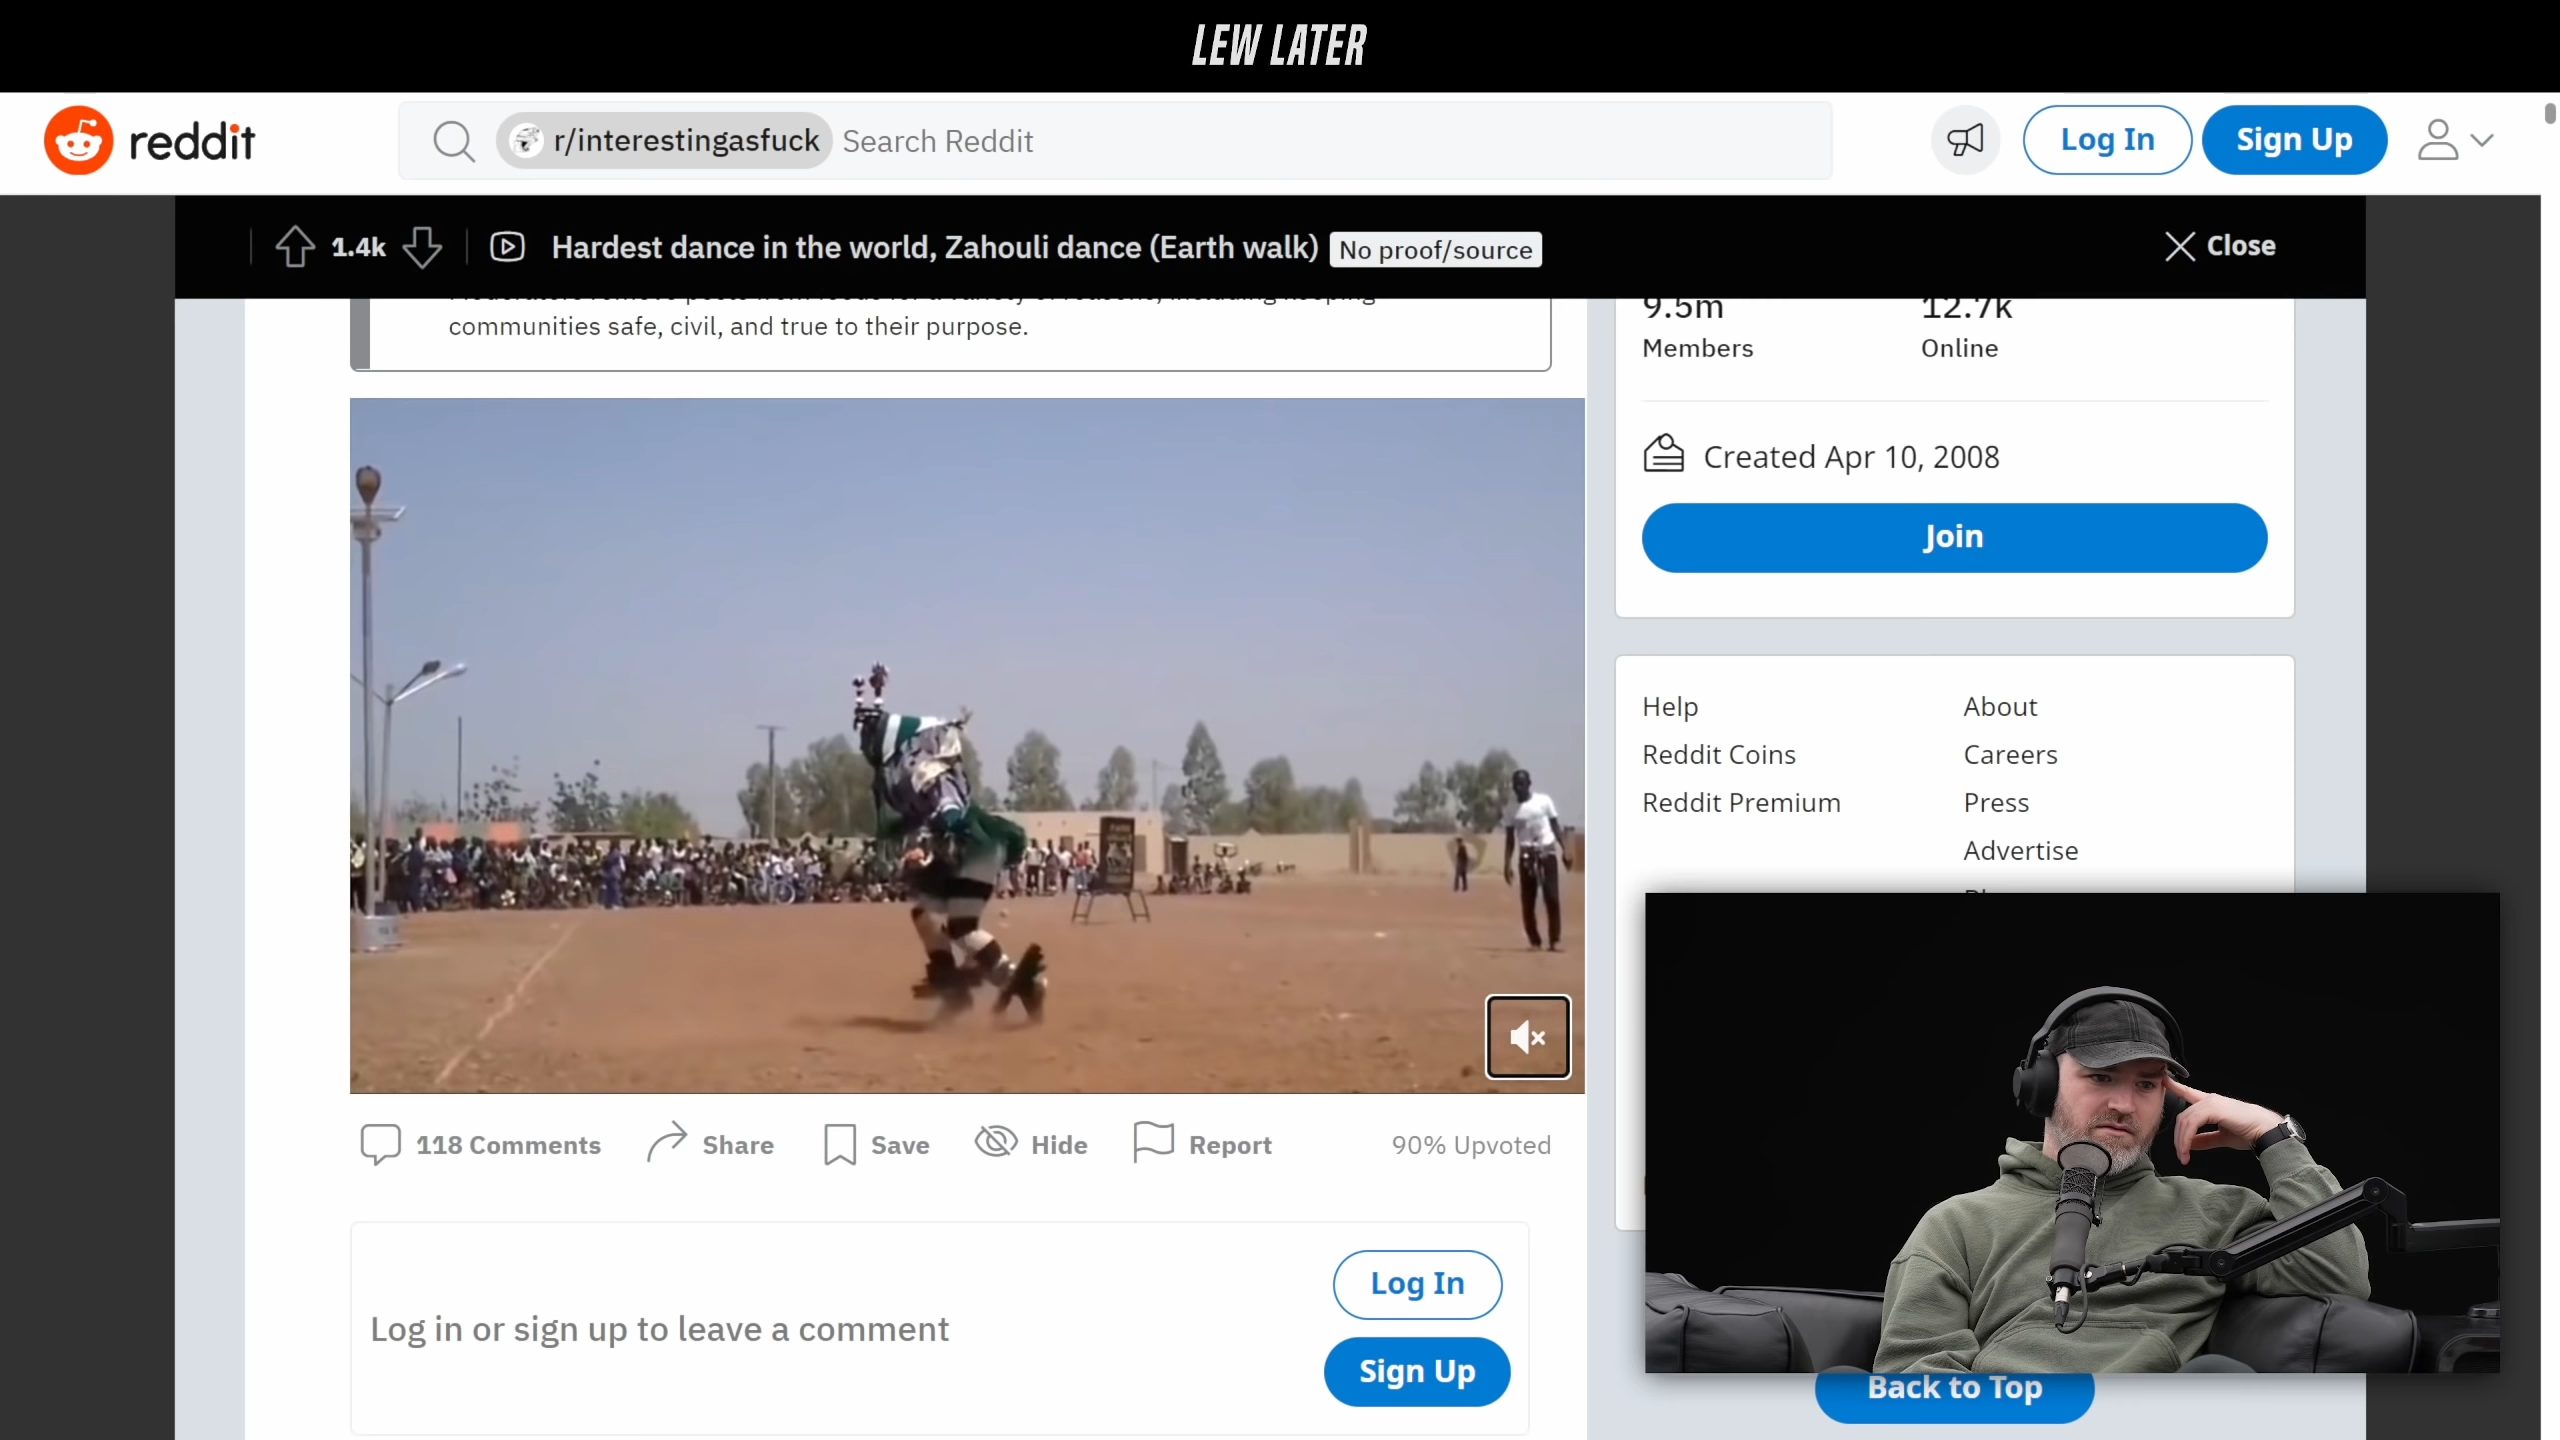 LEW LATER
reddit
r/interestingasfuck Search Reddit
Log In
Sign Up
1.4k
Hardest dance in the world, Zahouli dance (Earth walk) No proof/source
Close
communities safe, civil, and true to their purpose.
9.5m
Members
12.7k
Online
Created Apr 10, 2008
Join
Help
Reddit Coins
Reddit Premium
About
Careers
Press
Advertise
118 Comments
Share
Save
Hide
Report
90% Upvoted
Log in or sign up to leave a comment
Log In
Sign Up
Back to Top